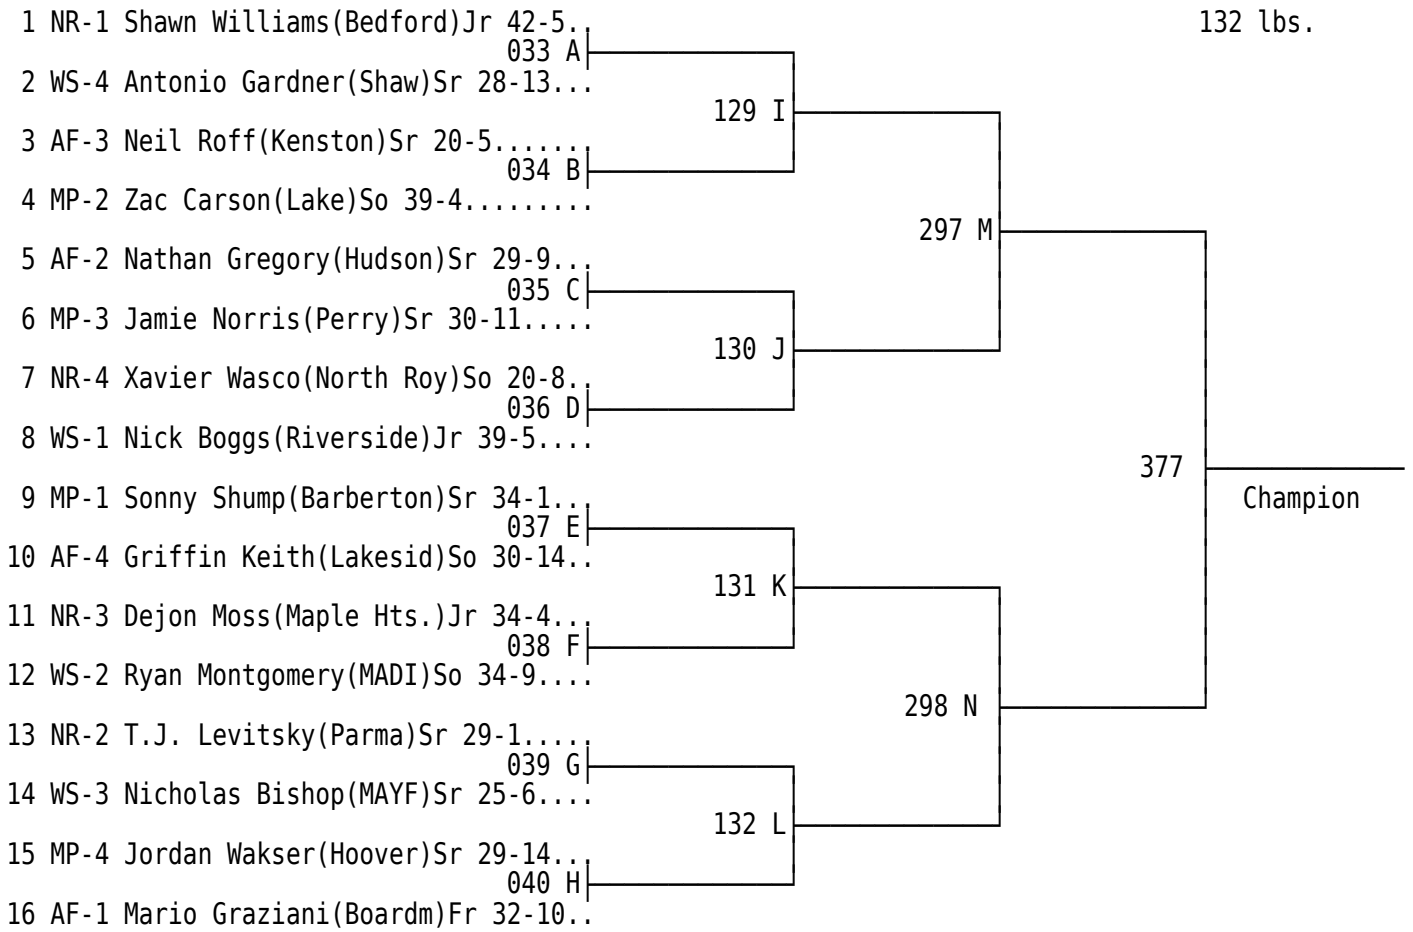 1 NR-1 Shawn Williams(Bedford)Jr 42-5.. 132 lbs.
033 A
2 WS-4 Antonio Gardner(Shaw)Sr 28-13...
129 I
3 AF-3 Neil Roff(Kenston)Sr 20-5.......
034 B
4 MP-2 Zac Carson(Lake)So 39-4.........
297 M
5 AF-2 Nathan Gregory(Hudson)Sr 29-9...
035 C
6 MP-3 Jamie Norris(Perry)Sr 30-11.....
130 J
7 NR-4 Xavier Wasco(North Roy)So 20-8..
036 D
8 WS-1 Nick Boggs(Riverside)Jr 39-5....
377
9 MP-1 Sonny Shump(Barberton)Sr 34-1... Champion
037 E
10 AF-4 Griffin Keith(Lakesid)So 30-14..
131 K
11 NR-3 Dejon Moss(Maple Hts.)Jr 34-4...
038 F
12 WS-2 Ryan Montgomery(MADI)So 34-9....
298 N
13 NR-2 T.J. Levitsky(Parma)Sr 29-1.....
039 G
14 WS-3 Nicholas Bishop(MAYF)Sr 25-6....
132 L
15 MP-4 Jordan Wakser(Hoover)Sr 29-14...
040 H
16 AF-1 Mario Graziani(Boardm)Fr 32-10..